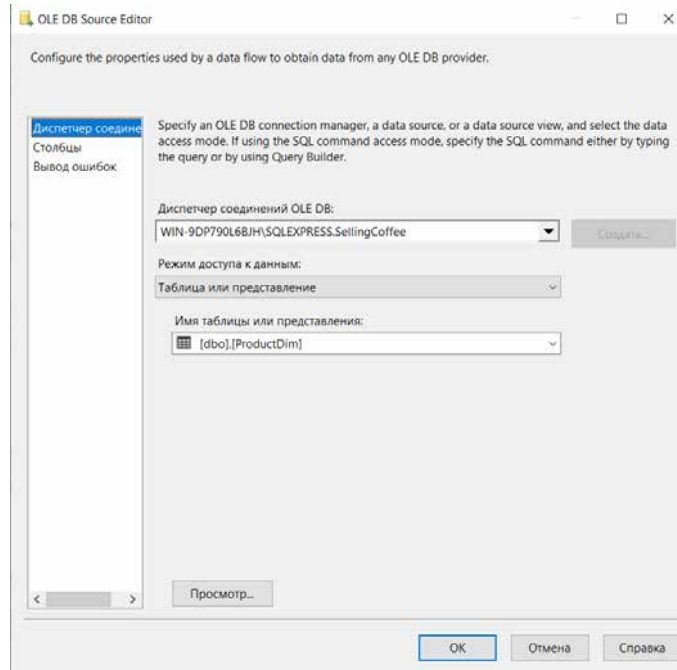 OLE DB Source Editor
Configure the properties used by a data flow to obtain data from any OLE DB provider.
Диспетчер соедине
Столбцы
Вывод ошибок
Specify an OLE DB connection manager, a data source, or a data source view, and select the data
access mode. If using the SQL command access mode, specify the SQL command either by typing
the query or by using Query Builder.
Диспетчер соединений OLE DB:
WIN-9DP790L6BJH\SQLEXPRESS.SellingCoffee
Создать...
Режим доступа к данным:
Таблица или представление
Имя таблицы или представления:
[dbo].[ProductDim]
Просмотр...
OK
Отмена
Справка